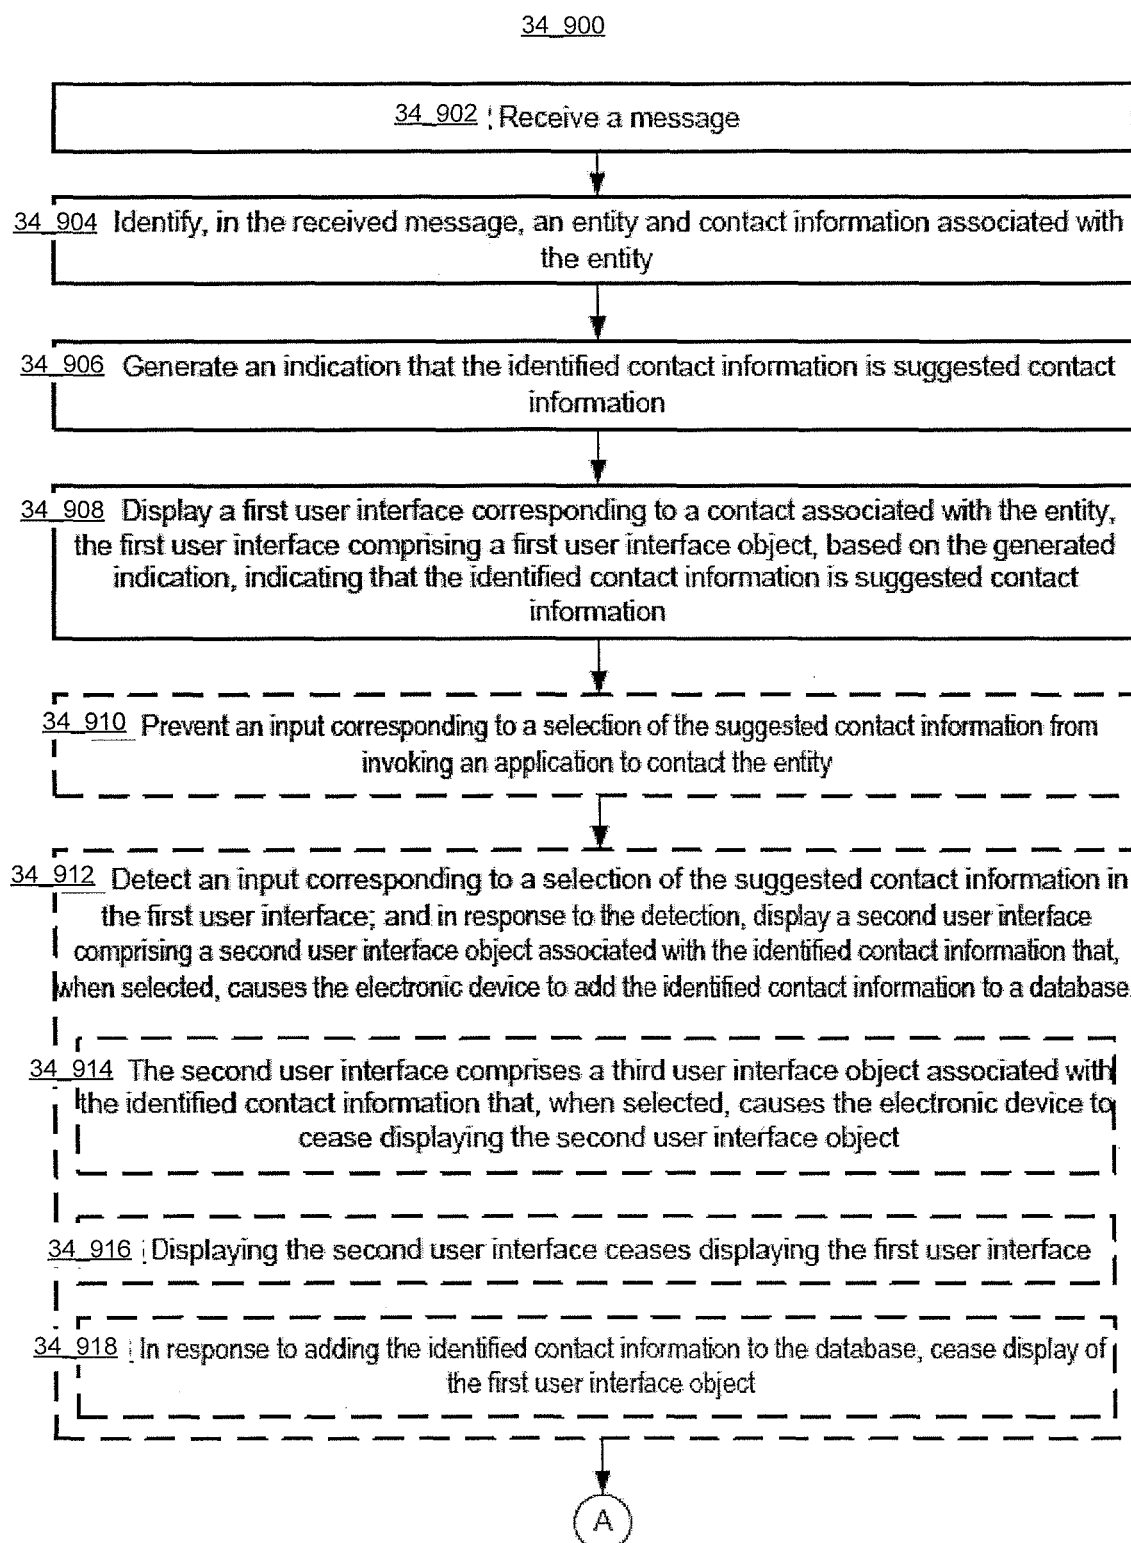 34_900
34_902 Receive a message
34_904 Identify, in the received message, an entity and contact information associated with
the entity
34_906 Generate an indication that the identified contact information is suggested contact
information
34_908 Display a first user interface corresponding to a contact associated with the entity,
the first user interface comprising a first user interface object, based on the generated
indication, indicating that the identified contact information is suggested contact
information
34_910 Prevent an input corresponding to a selection of the suggested contact information from
invoking an application to contact the entity
34_912 Detect an input corresponding to a selection of the suggested contact information in
the first user interface; and in response to the detection, display a second user interface
comprising a second user interface object associated with the identified contact information that,
when selected, causes the electronic device to add the identified contact information to a database.
34_914 The second user interface comprises a third user interface object associated with
the identified contact information that, when selected, causes the electronic device to
cease displaying the second user interface object
34_916 Displaying the second user interface ceases displaying the first user interface
34_918 In response to adding the identified contact information to the database, cease display of
the first user interface object
A